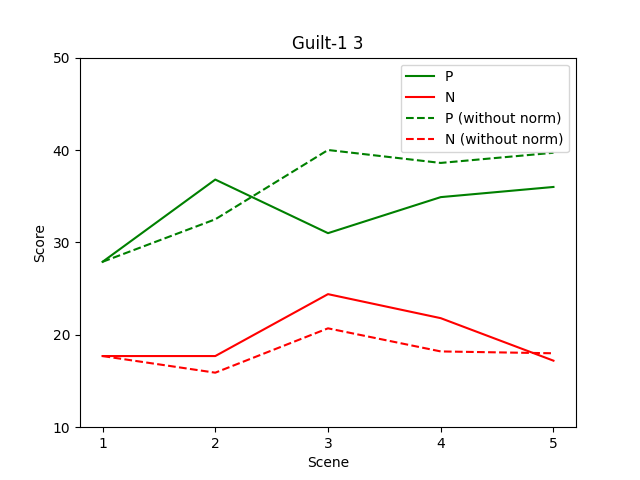 Guilt-1 3
50
40
30
20
10
Score
P
N
P (without norm)
N (without norm)
1 2 3 4 5
Scene